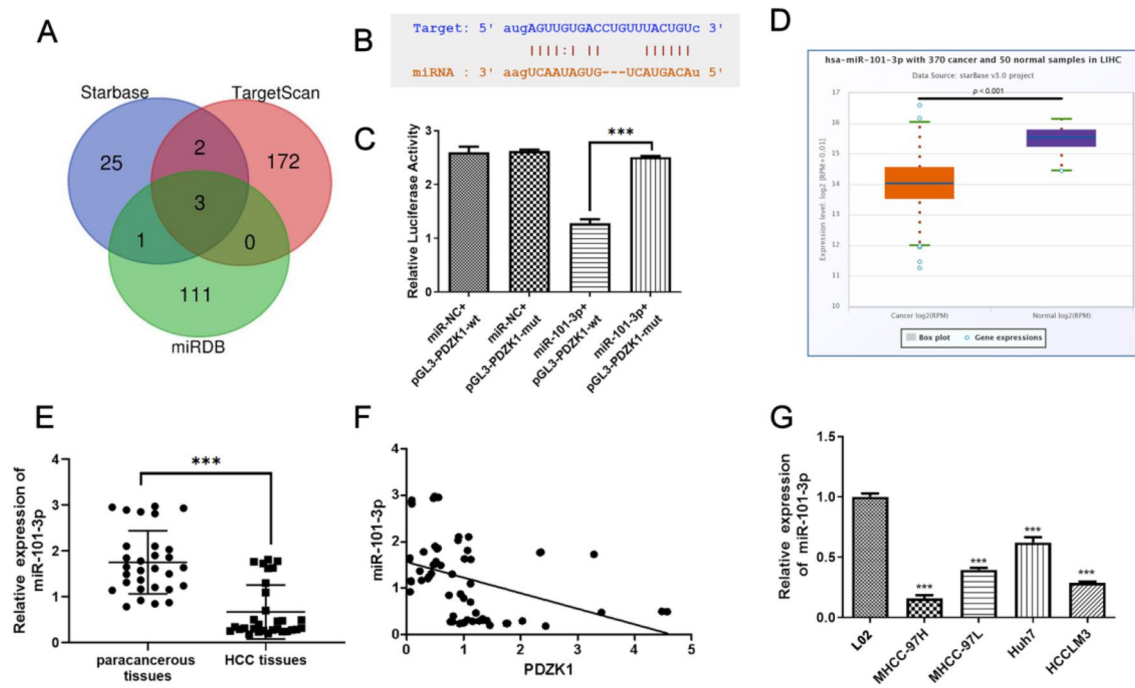 A
Starbase
TargetScan
25
2
172
3
1
0
111
miRDB
B
Target: 5' augAGUUGUGACCUGUUUACUGUc 3'
||||:| || ||||||
miRNA : 3' aagUCAAUAGUG---UCAUGACAu 5'
C
Relative Luciferase Activity
3
2
1
0
***
miR-NC+
pGL3-PDZK1-wt
miR-NC+
pGL3-PDZK1-mut
miR-101-3p+
pGL3-PDZK1-wt
miR-101-3p+
pGL3-PDZK1-mut
D
hsa-miR-101-3p with 370 cancer and 50 normal samples in LIHC
Data Source: starBase v3.0 project
p < 0.001
Expression level: log2 [RPM+0.01]
17
16
15
14
13
12
11
10
Cancer log2(RPM)
Normal log2(RPM)
Box plot
Gene expressions
E
Relative expression of
miR-101-3p
4
3
2
1
0
***
paracancerous
tissues
HCC tissues
F
miR-101-3p
4
3
2
1
0
0
1
2
3
4
5
PDZK1
G
Relative expression
of miR-101-3p
1.5
1.0
0.5
0.0
***
***
***
***
L02
MHCC-97H
MHCC-97L
Huh7
HCCLM3